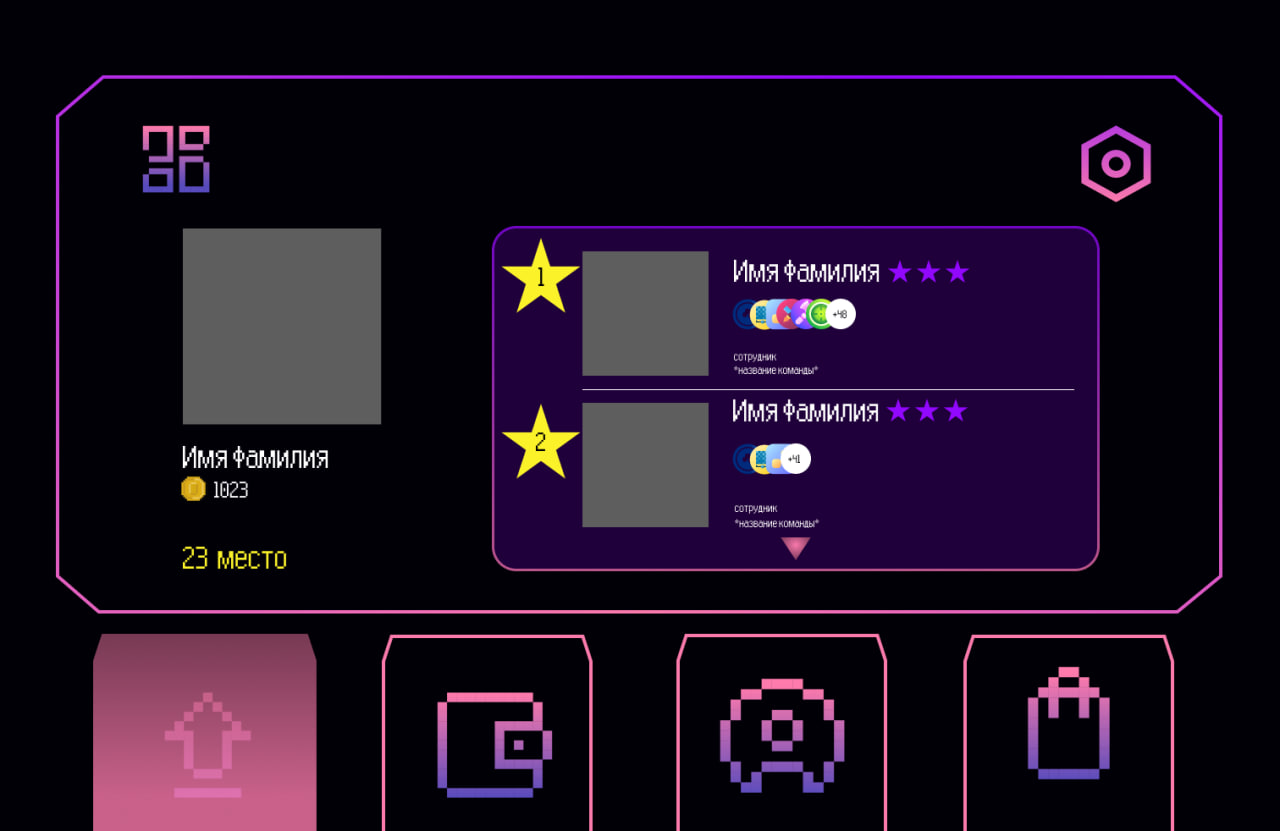 1
Имя Фамилия
+48
сотрудник
*название команды*
2
Имя Фамилия
+41
сотрудник
*название команды*
Имя Фамилия
1023
23 место